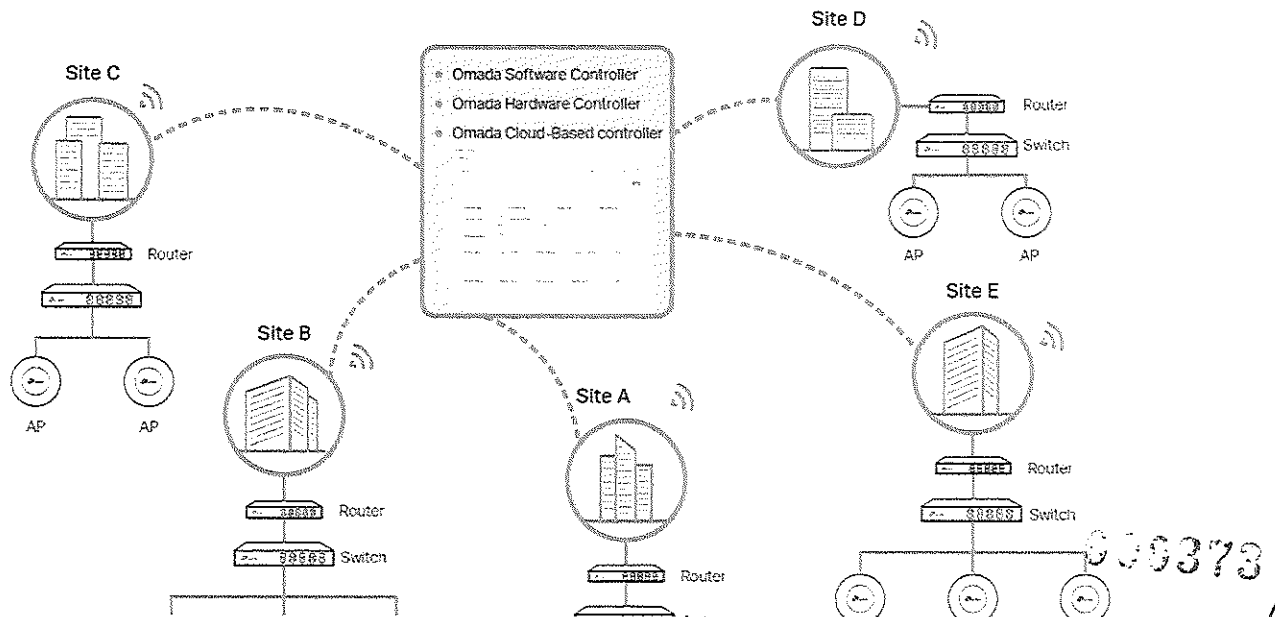 Site D
Site C
Omada Software Controller
Omada Hardware Controller
Omada Cloud-Based controller
Router
Switch
Router
AP
AP
Site E
Site B
Site A
AP
AP
Router
Router
Switch
Switch
Router